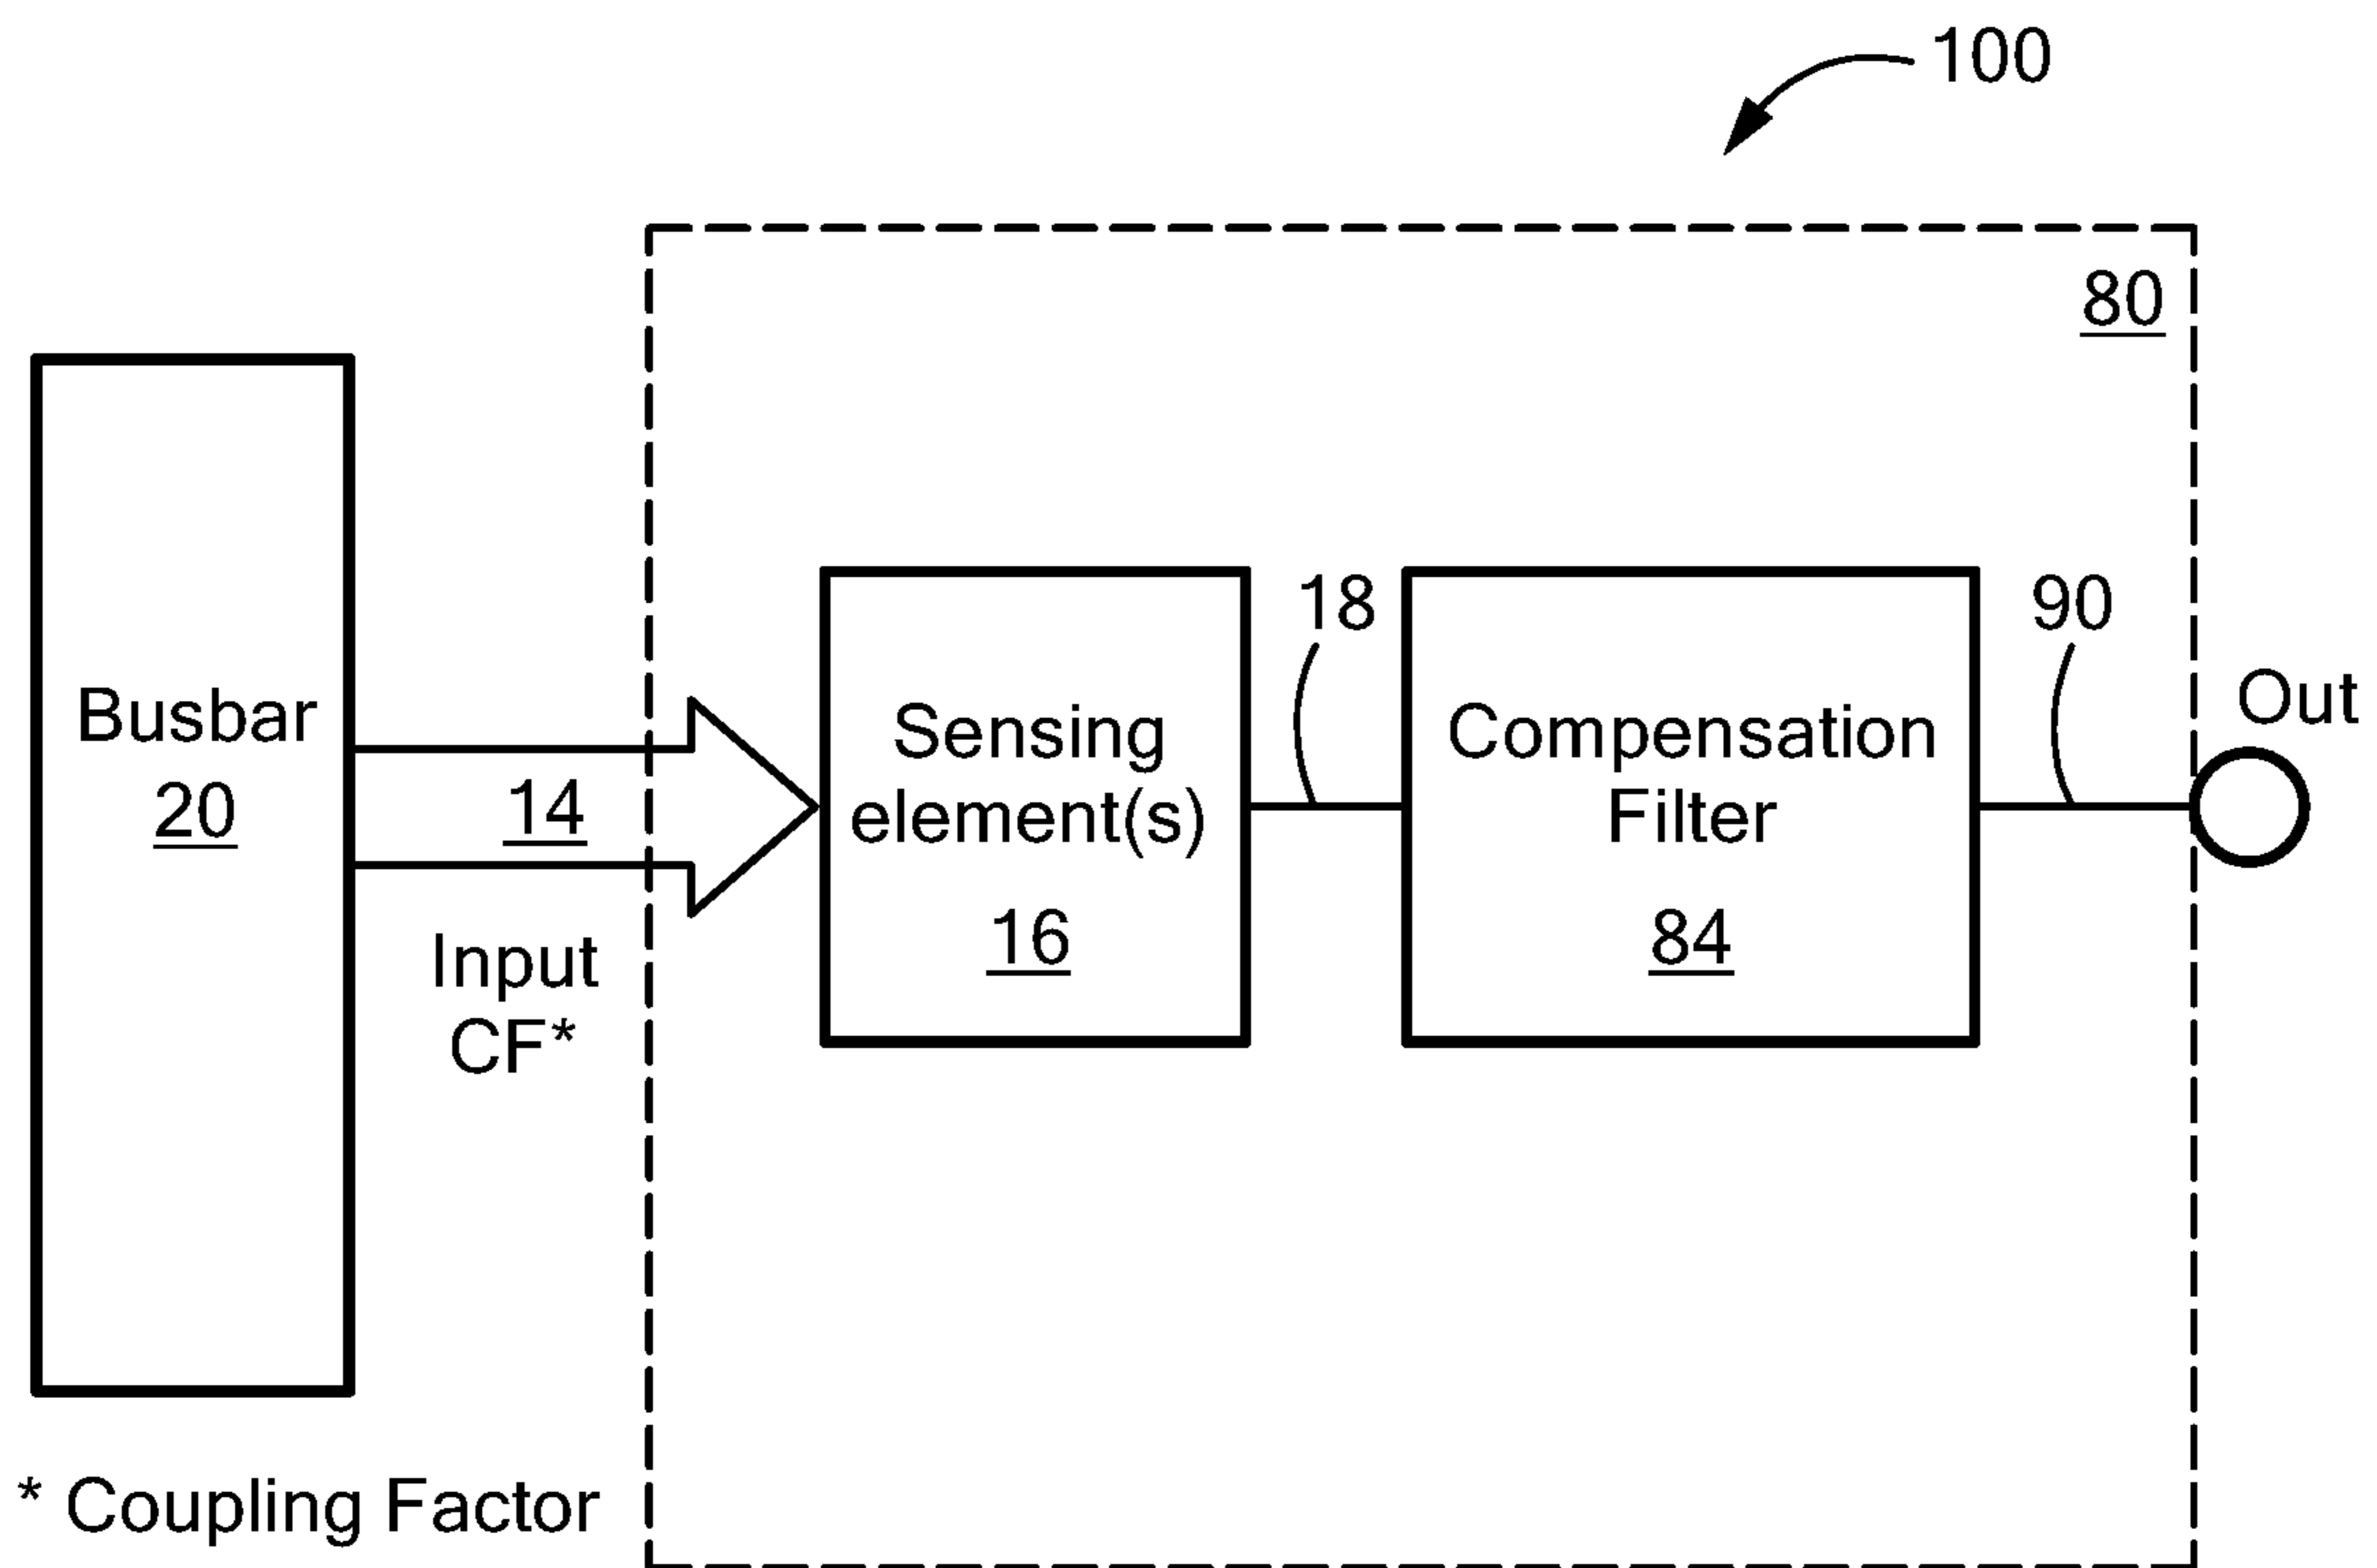 100
80
Busbar
20
14
Input
CF*
Sensing
element(s)
16
18
Compensation
Filter
84
90
Out
* Coupling Factor